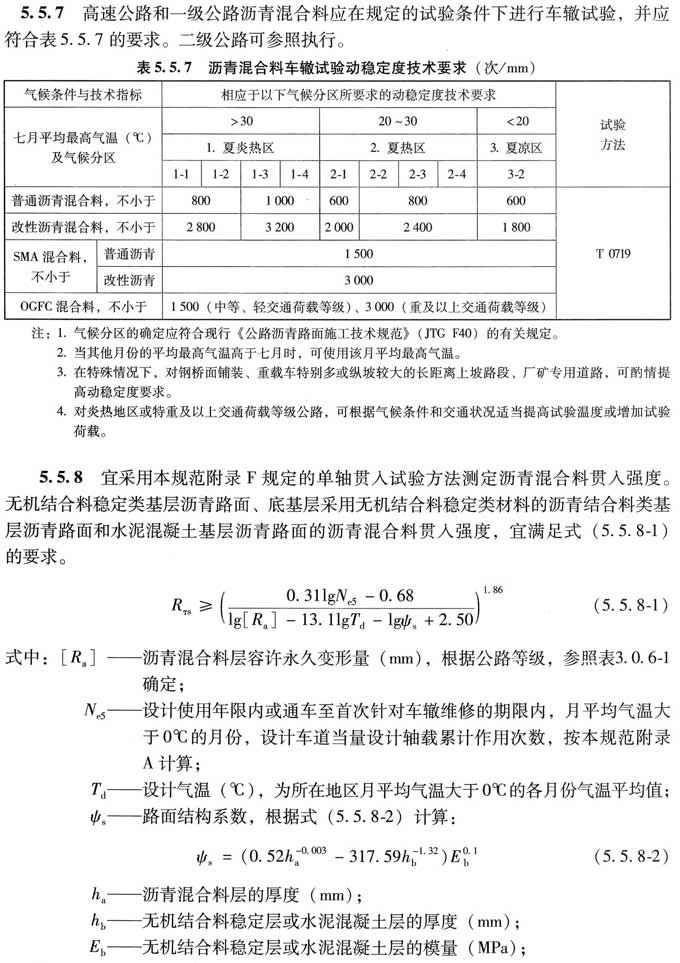 5.5.7 高速公路和一级公路沥青混合料应在规定的试验条件下进行车辙试验，并应
符合表5.5.7的要求。二级公路可参照执行。
表5.5.7 沥青混合料车辙试验动稳定度技术要求（次/mm）
气候条件与技术指标 相应于以下气候分区所要求的动稳定度技术要求 试验方法
七月平均最高气温（℃）及气候分区 >30 20~30 <20
1. 夏炎热区 2. 夏热区 3. 夏凉区
1-1 1-2 1-3 1-4 2-1 2-2 2-3 2-4 3-2
普通沥青混合料，不小于 800 1 000 600 800 600 T 0719
改性沥青混合料，不小于 2 800 3 200 2 000 2 400 1 800
SMA混合料，不小于 普通沥青 1 500
改性沥青 3 000
OGFC混合料，不小于 1 500（中等、轻交通荷载等级）、3 000（重及以上交通荷载等级）
注：1. 气候分区的确定应符合现行《公路沥青路面施工技术规范》（JTG F40）的有关规定。
2. 当其他月份的平均最高气温高于七月时，可使用该月平均最高气温。
3. 在特殊情况下，对钢桥面铺装、重载车特别多或纵坡较大的长距离上坡路段、厂矿专用道路，可酌情提
高动稳定度要求。
4. 对炎热地区或特重及以上交通荷载等级公路，可根据气候条件和交通状况适当提高试验温度或增加试验
荷载。
5.5.8 宜采用本规范附录F规定的单轴贯入试验方法测定沥青混合料贯入强度。
无机结合料稳定类基层沥青路面、底基层采用无机结合料稳定类材料的沥青结合料类基
层沥青路面和水泥混凝土基层沥青路面的沥青混合料贯入强度，宜满足式（5.5.8-1）
的要求。
R_τs ≥ ((0.31lgN_e5 − 0.68)/(lg[R_a] − 13.1lgT_d − lgψ_s + 2.50))^1.86 （5.5.8-1）
式中：[R_a]——沥青混合料层容许永久变形量（mm），根据公路等级，参照表3.0.6-1
确定；
N_e5——设计使用年限内或通车至首次针对车辙维修的期限内，月平均气温大
于0℃的月份，设计车道当量设计轴载累计作用次数，按本规范附录
A计算；
T_d——设计气温（℃），为所在地区月平均气温大于0℃的各月份气温平均值；
ψ_s——路面结构系数，根据式（5.5.8-2）计算：
ψ_s = (0.52h_a^−0.003 − 317.59h_b^−1.32)E_b^0.1 （5.5.8-2）
h_a——沥青混合料层的厚度（mm）；
h_b——无机结合料稳定层或水泥混凝土层的厚度（mm）；
E_b——无机结合料稳定层或水泥混凝土层的模量（MPa）；